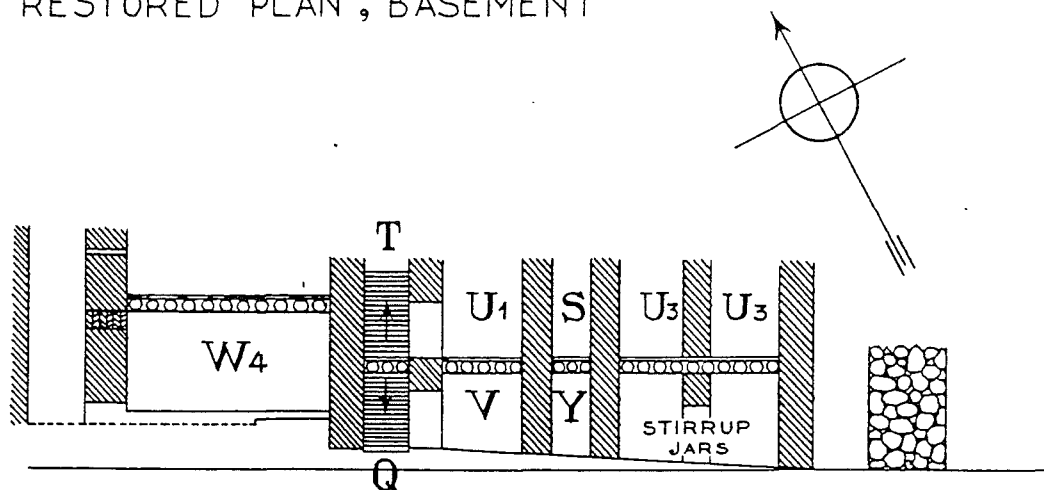 RESTORED PLAN, BASEMENT
T
U1 S U3 U3
W4
V Y
STIRRUP
JARS
Q